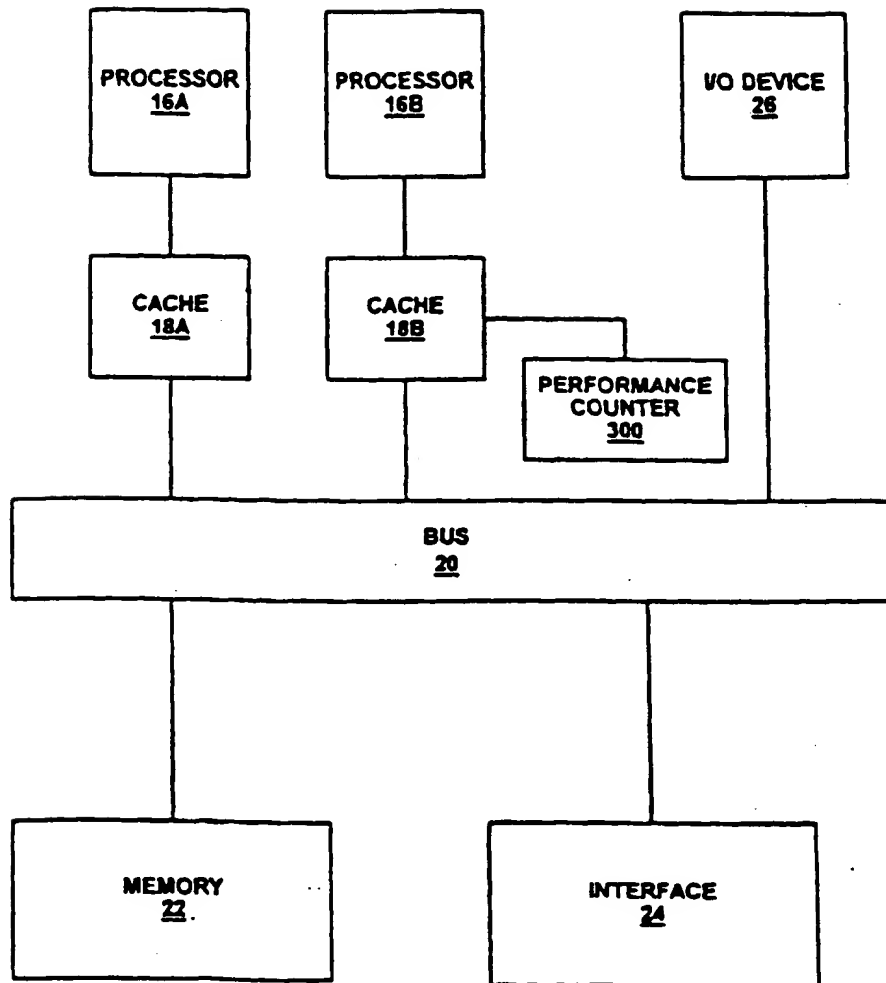 PROCESSOR
16A
PROCESSOR
16B
I/O DEVICE
26
CACHE
18A
CACHE
18B
PERFORMANCE
COUNTER
300
BUS
20
MEMORY
22
INTERFACE
24